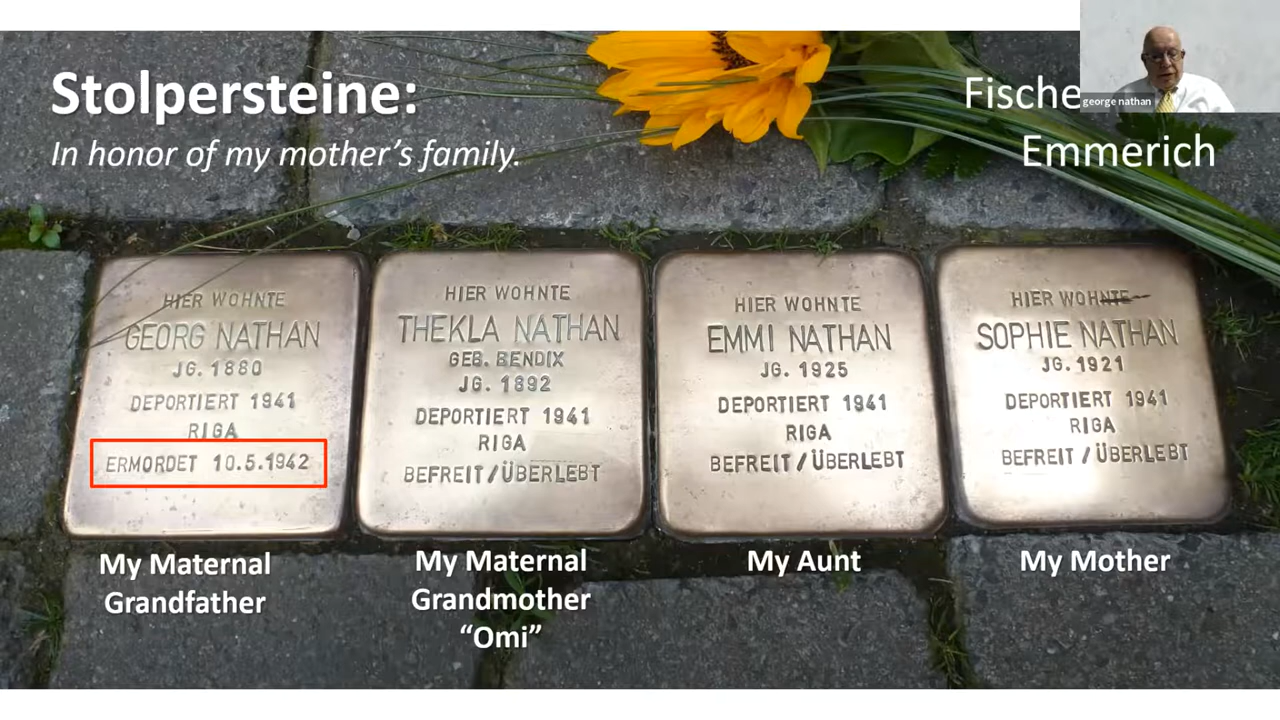 Stolpersteine:
In honor of my mother's family.
Emmerich
george nathan
HIER WOHNTE
GEORG NATHAN
JG. 1880
DEPORTIERT 1941
RIGA
ERMORDET 10.5.1942
HIER WOHNTE
THEKLA NATHAN
GEB. BENDIX
JG. 1892
DEPORTIERT 1941
RIGA
BEFREIT/ÜBERLEBT
HIER WOHNTE
EMMI NATHAN
JG. 1925
DEPORTIERT 1941
RIGA
BEFREIT/ÜBERLEBT
HIER WOHNTE
SOPHIE NATHAN
JG. 1921
DEPORTIERT 1941
RIGA
BEFREIT/ÜBERLEBT
My Maternal
Grandfather
My Maternal
Grandmother
“Omi”
My Aunt
My Mother